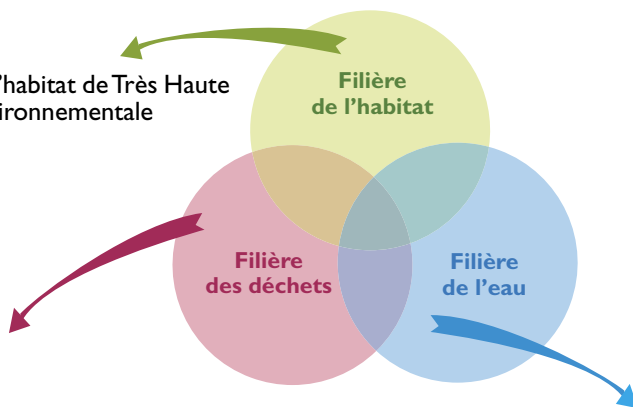 'habitat de Très Haute
ironnementale
Filière
de l'habitat
Filière
des déchets
Filière
de l'eau